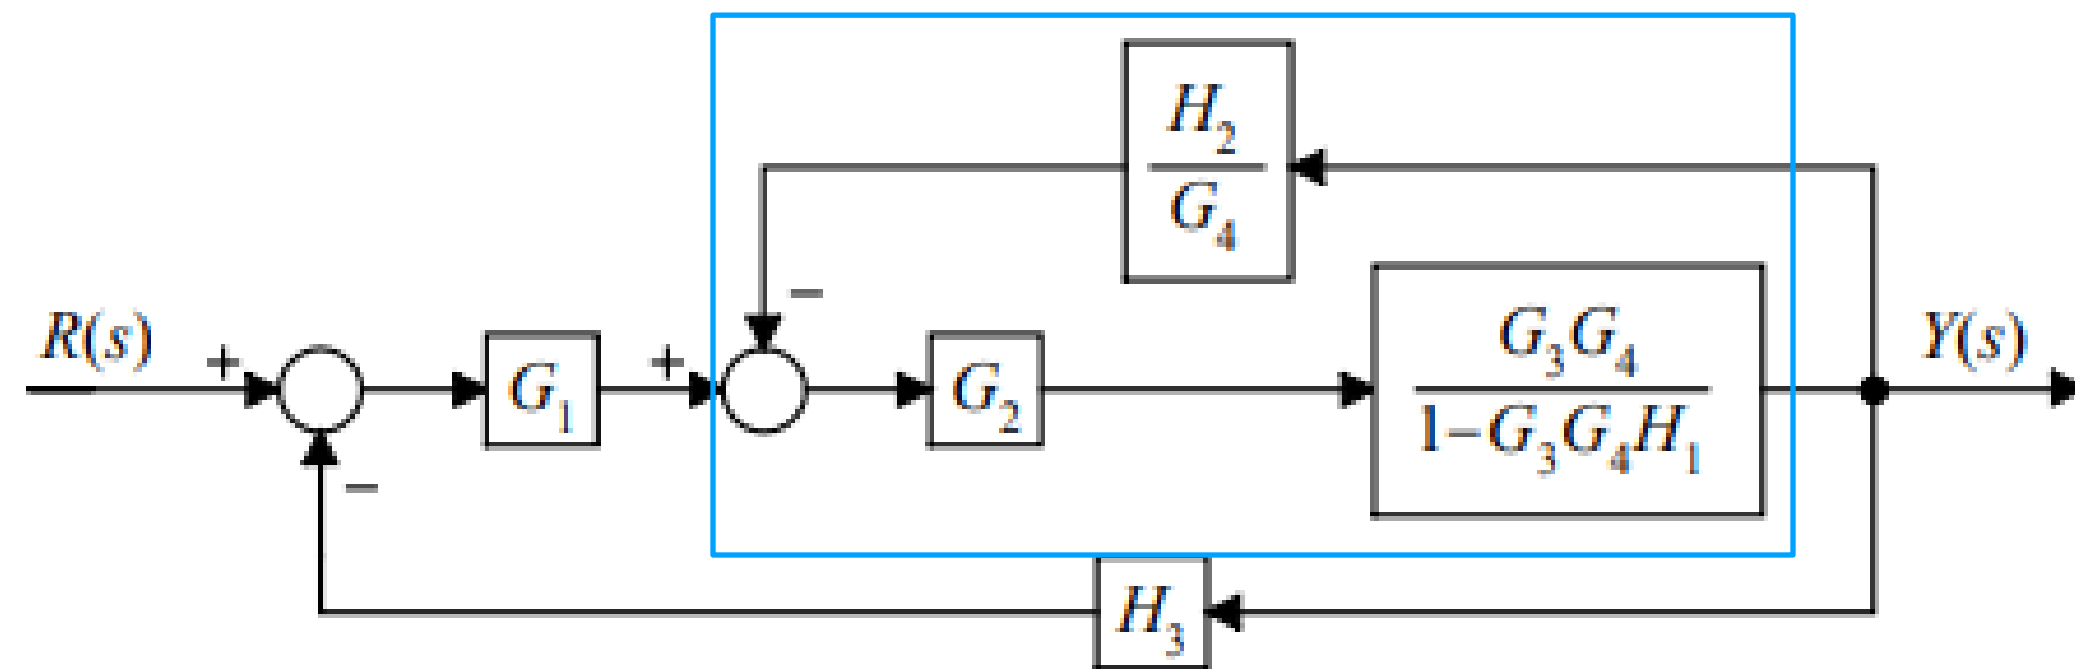 H₂
G₄
−
R(s)
+
G₁
+
G₂
G₃G₄
1−G₃G₄H₁
Y(s)
−
H₃